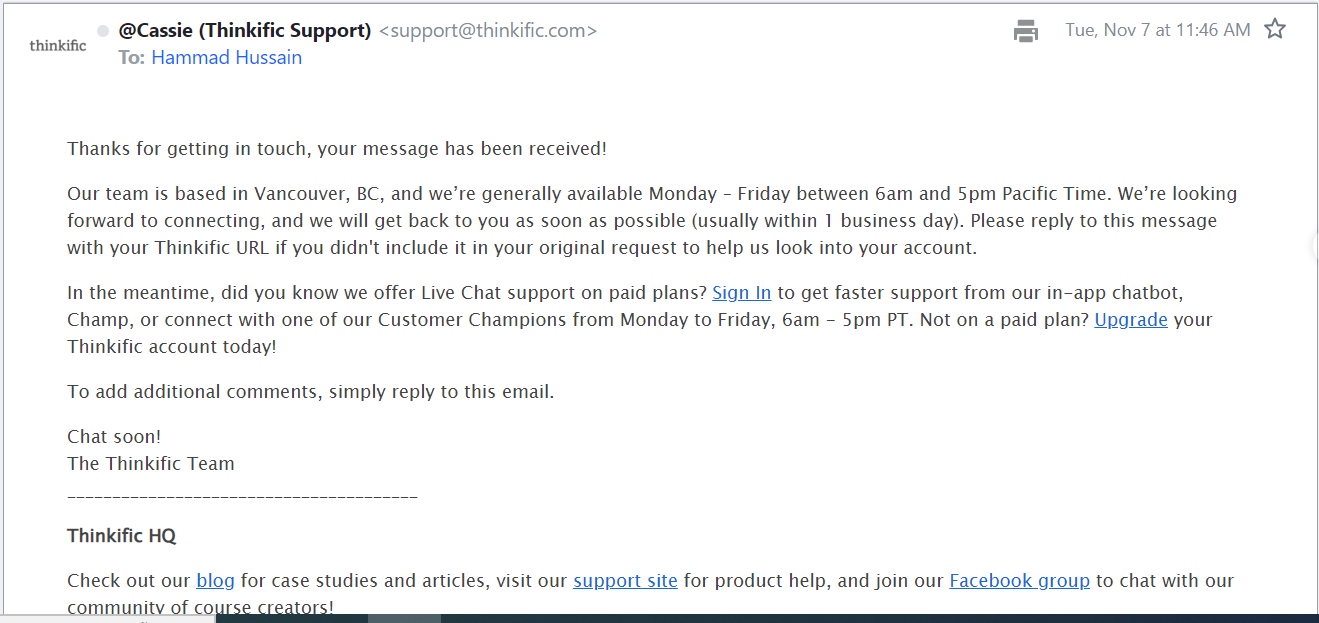 thinkific
@Cassie (Thinkific Support) <support@thinkific.com>
Tue, Nov 7 at 11:46 AM
To: Hammad Hussain
Thanks for getting in touch, your message has been received!
Our team is based in Vancouver, BC, and we’re generally available Monday – Friday between 6am and 5pm Pacific Time. We’re looking
forward to connecting, and we will get back to you as soon as possible (usually within 1 business day). Please reply to this message
with your Thinkific URL if you didn't include it in your original request to help us look into your account.
In the meantime, did you know we offer Live Chat support on paid plans? Sign In to get faster support from our in-app chatbot,
Champ, or connect with one of our Customer Champions from Monday to Friday, 6am - 5pm PT. Not on a paid plan? Upgrade your
Thinkific account today!
To add additional comments, simply reply to this email.
Chat soon!
The Thinkific Team
_______________________________________
Thinkific HQ
Check out our blog for case studies and articles, visit our support site for product help, and join our Facebook group to chat with our
community of course creators!